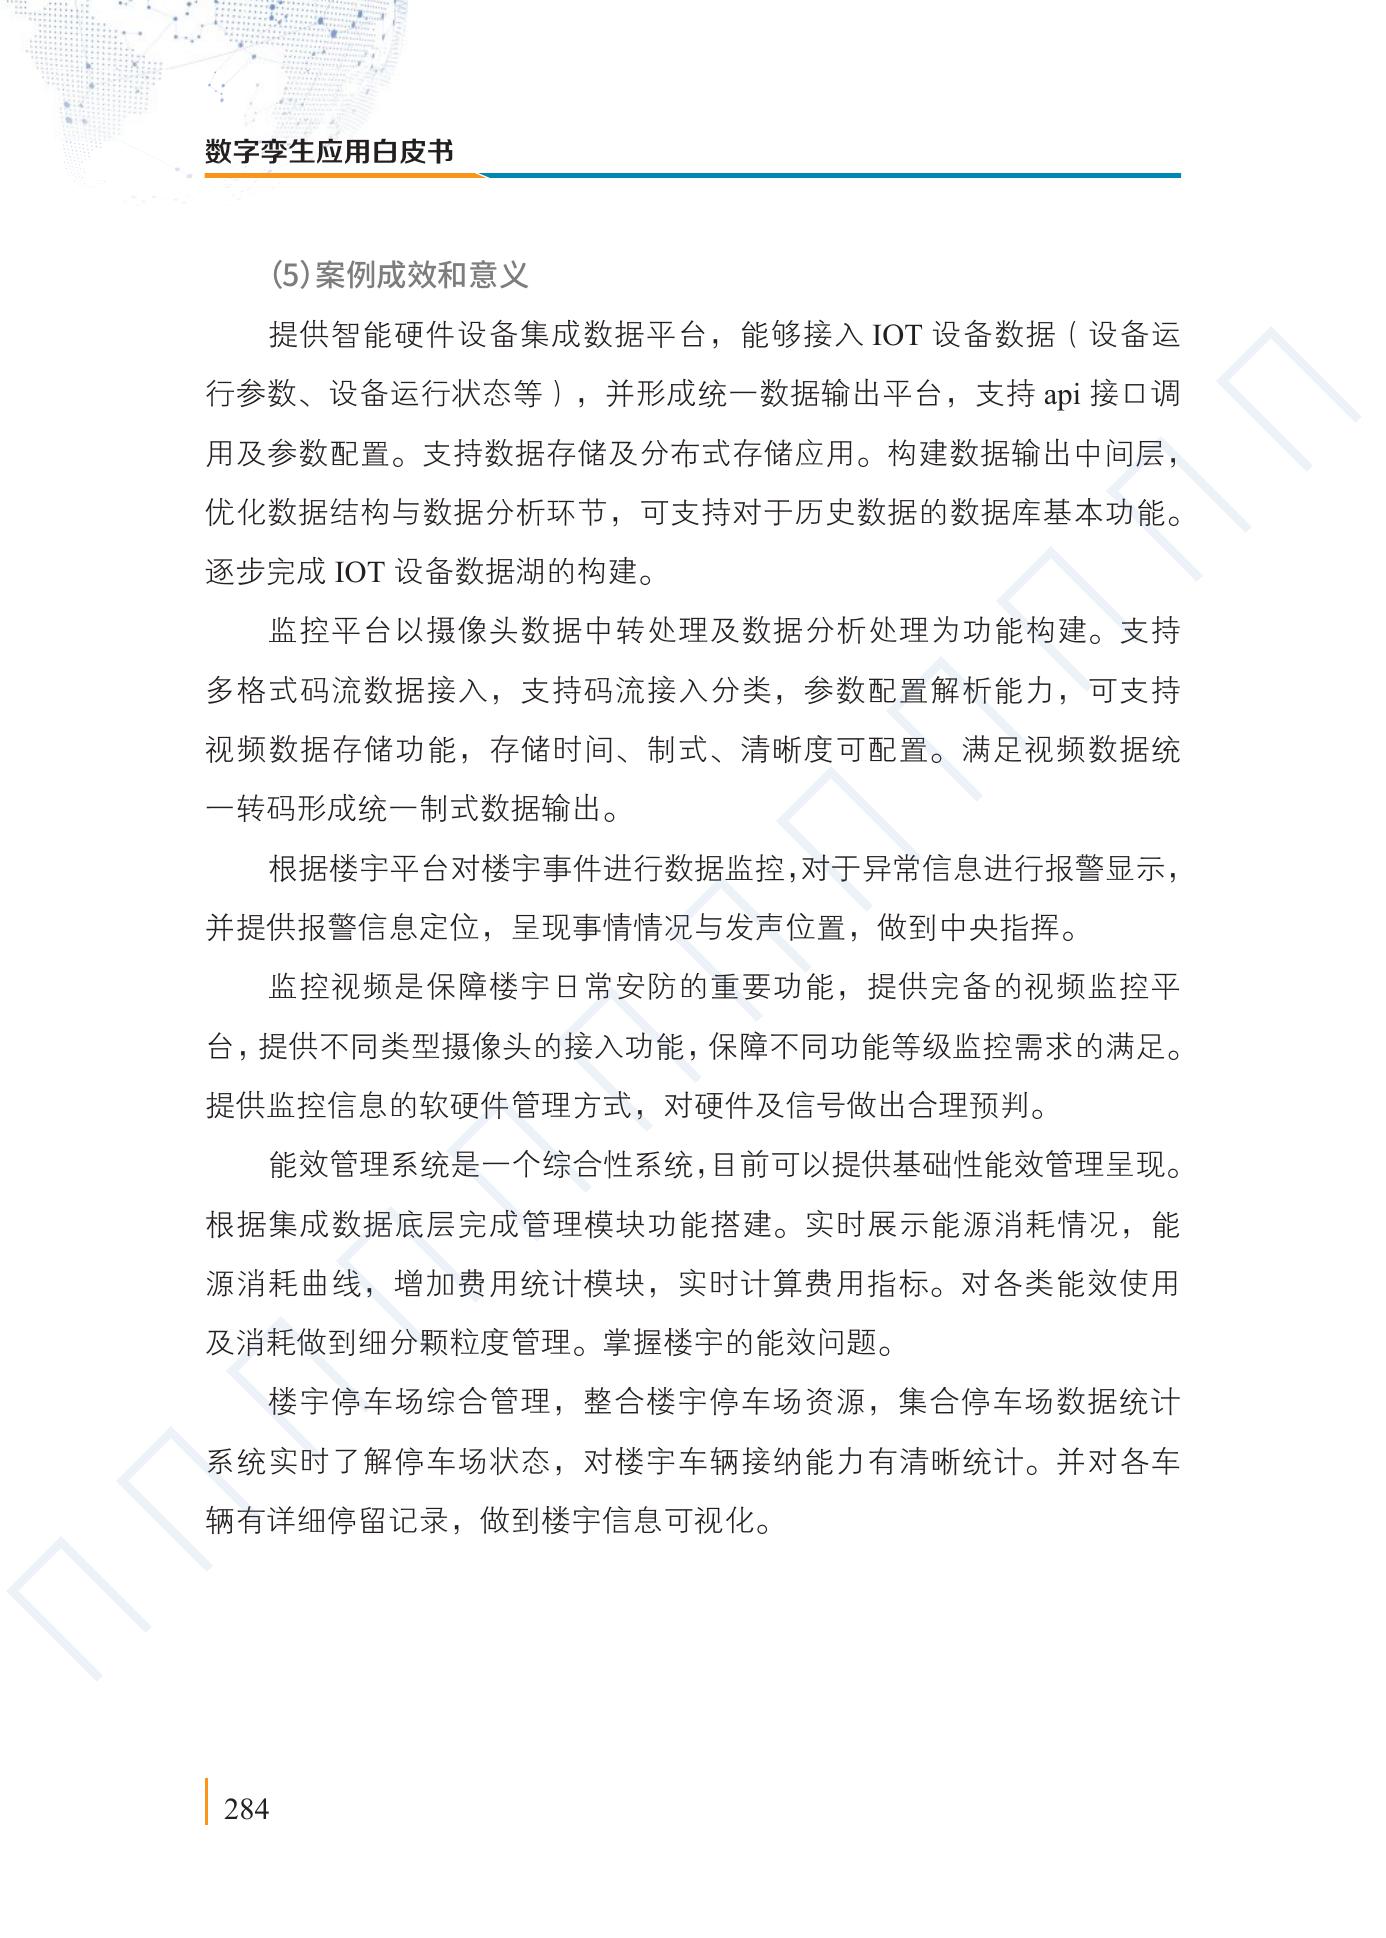 数字孪生应用白皮书
（5）案例成效和意义
提供智能硬件设备集成数据平台，能够接入 IOT 设备数据（设备运
行参数、设备运行状态等），并形成统一数据输出平台，支持 api 接口调
用及参数配置。支持数据存储及分布式存储应用。构建数据输出中间层，
优化数据结构与数据分析环节，可支持对于历史数据的数据库基本功能。
逐步完成 IOT 设备数据湖的构建。
监控平台以摄像头数据中转处理及数据分析处理为功能构建。支持
多格式码流数据接入，支持码流接入分类，参数配置解析能力，可支持
视频数据存储功能，存储时间、制式、清晰度可配置。满足视频数据统
一转码形成统一制式数据输出。
根据楼宇平台对楼宇事件进行数据监控，对于异常信息进行报警显示，
并提供报警信息定位，呈现事情情况与发声位置，做到中央指挥。
监控视频是保障楼宇日常安防的重要功能，提供完备的视频监控平
台，提供不同类型摄像头的接入功能，保障不同功能等级监控需求的满足。
提供监控信息的软硬件管理方式，对硬件及信号做出合理预判。
能效管理系统是一个综合性系统，目前可以提供基础性能效管理呈现。
根据集成数据底层完成管理模块功能搭建。实时展示能源消耗情况，能
源消耗曲线，增加费用统计模块，实时计算费用指标。对各类能效使用
及消耗做到细分颗粒度管理。掌握楼宇的能效问题。
楼宇停车场综合管理，整合楼宇停车场资源，集合停车场数据统计
系统实时了解停车场状态，对楼宇车辆接纳能力有清晰统计。并对各车
辆有详细停留记录，做到楼宇信息可视化。
284